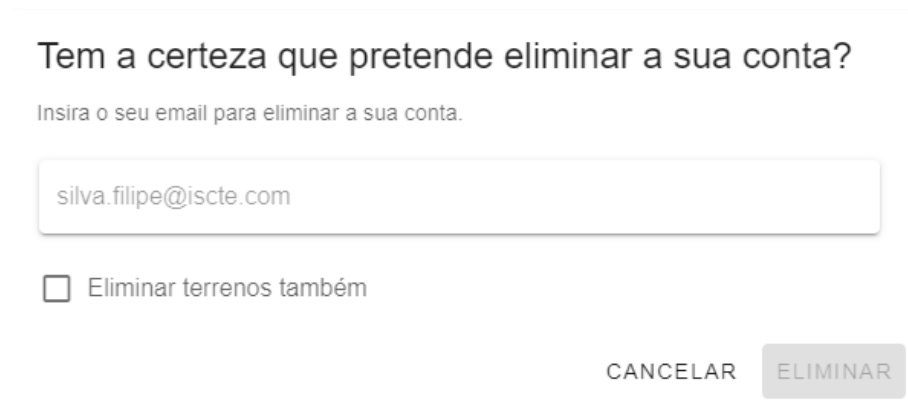 Tem a certeza que pretende eliminar a sua conta?
Insira o seu email para eliminar a sua conta.
silva.filipe@iscte.com
Eliminar terrenos também
CANCELAR ELIMINAR